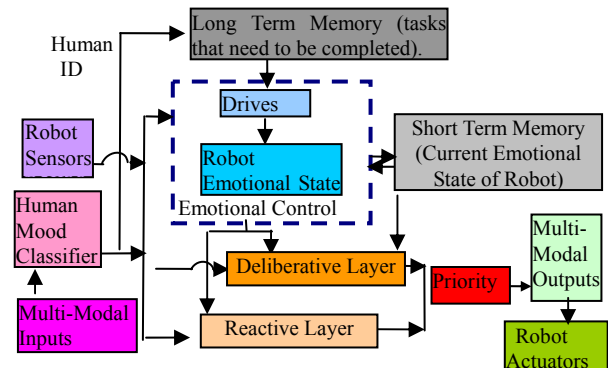 Long Term Memory (tasks
that need to be completed).
Human
ID
Drives
Robot
Sensors
Robot
Emotional State
Emotional Control
Short Term Memory
(Current Emotional
State of Robot)
Human
Mood
Classifier
Multi-Modal
Inputs
Deliberative Layer
Reactive Layer
Priority
Multi-
Modal
Outputs
Robot
Actuators